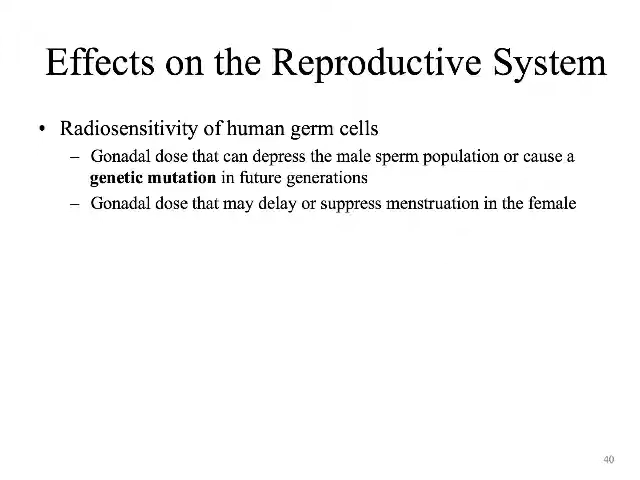 Effects on the Reproductive System
• Radiosensitivity of human germ cells
– Gonadal dose that can depress the male sperm population or cause a
genetic mutation in future generations
– Gonadal dose that may delay or suppress menstruation in the female
40